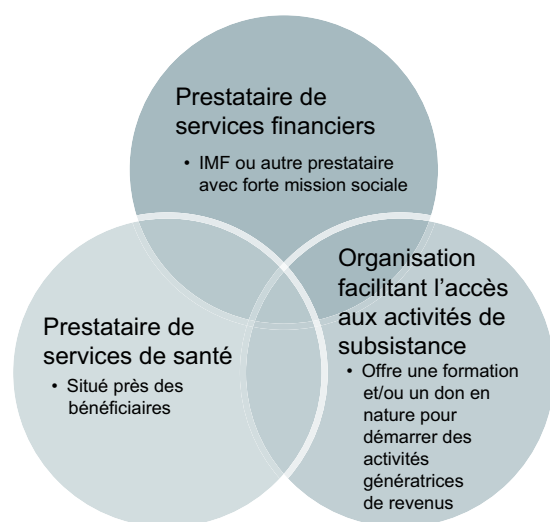 Prestataire de
services financiers
• IMF ou autre prestataire
avec forte mission sociale
Prestataire de
services de santé
• Situé près des
bénéficiaires
Organisation
facilitant l’accès
aux activités de
subsistance
• Offre une formation
et/ou un don en
nature pour
démarrer des
activités
génératrices
de revenus